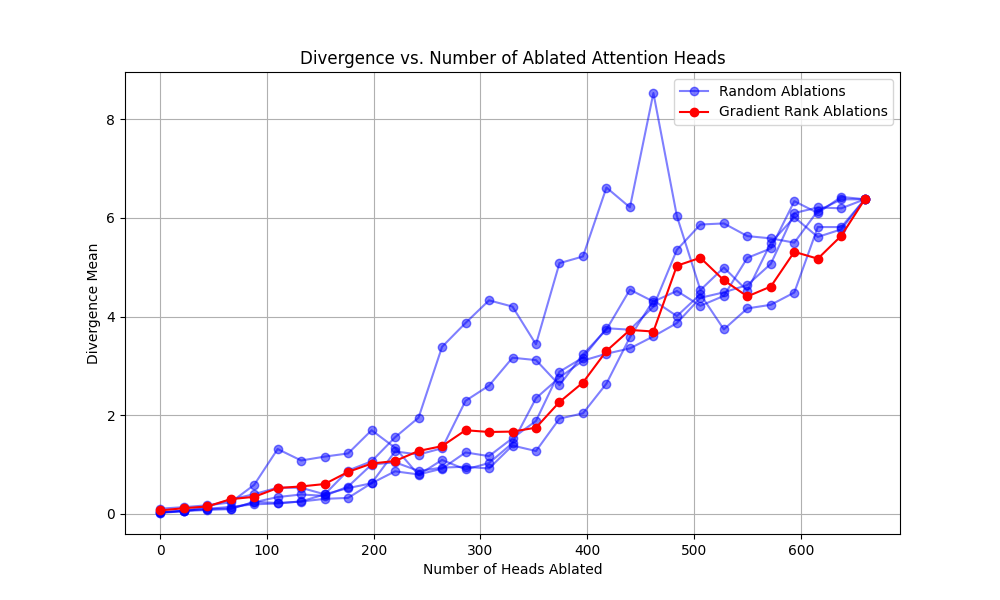 Divergence vs. Number of Ablated Attention Heads
Random Ablations
Gradient Rank Ablations
Divergence Mean
8
6
4
2
0
0 100 200 300 400 500 600
Number of Heads Ablated